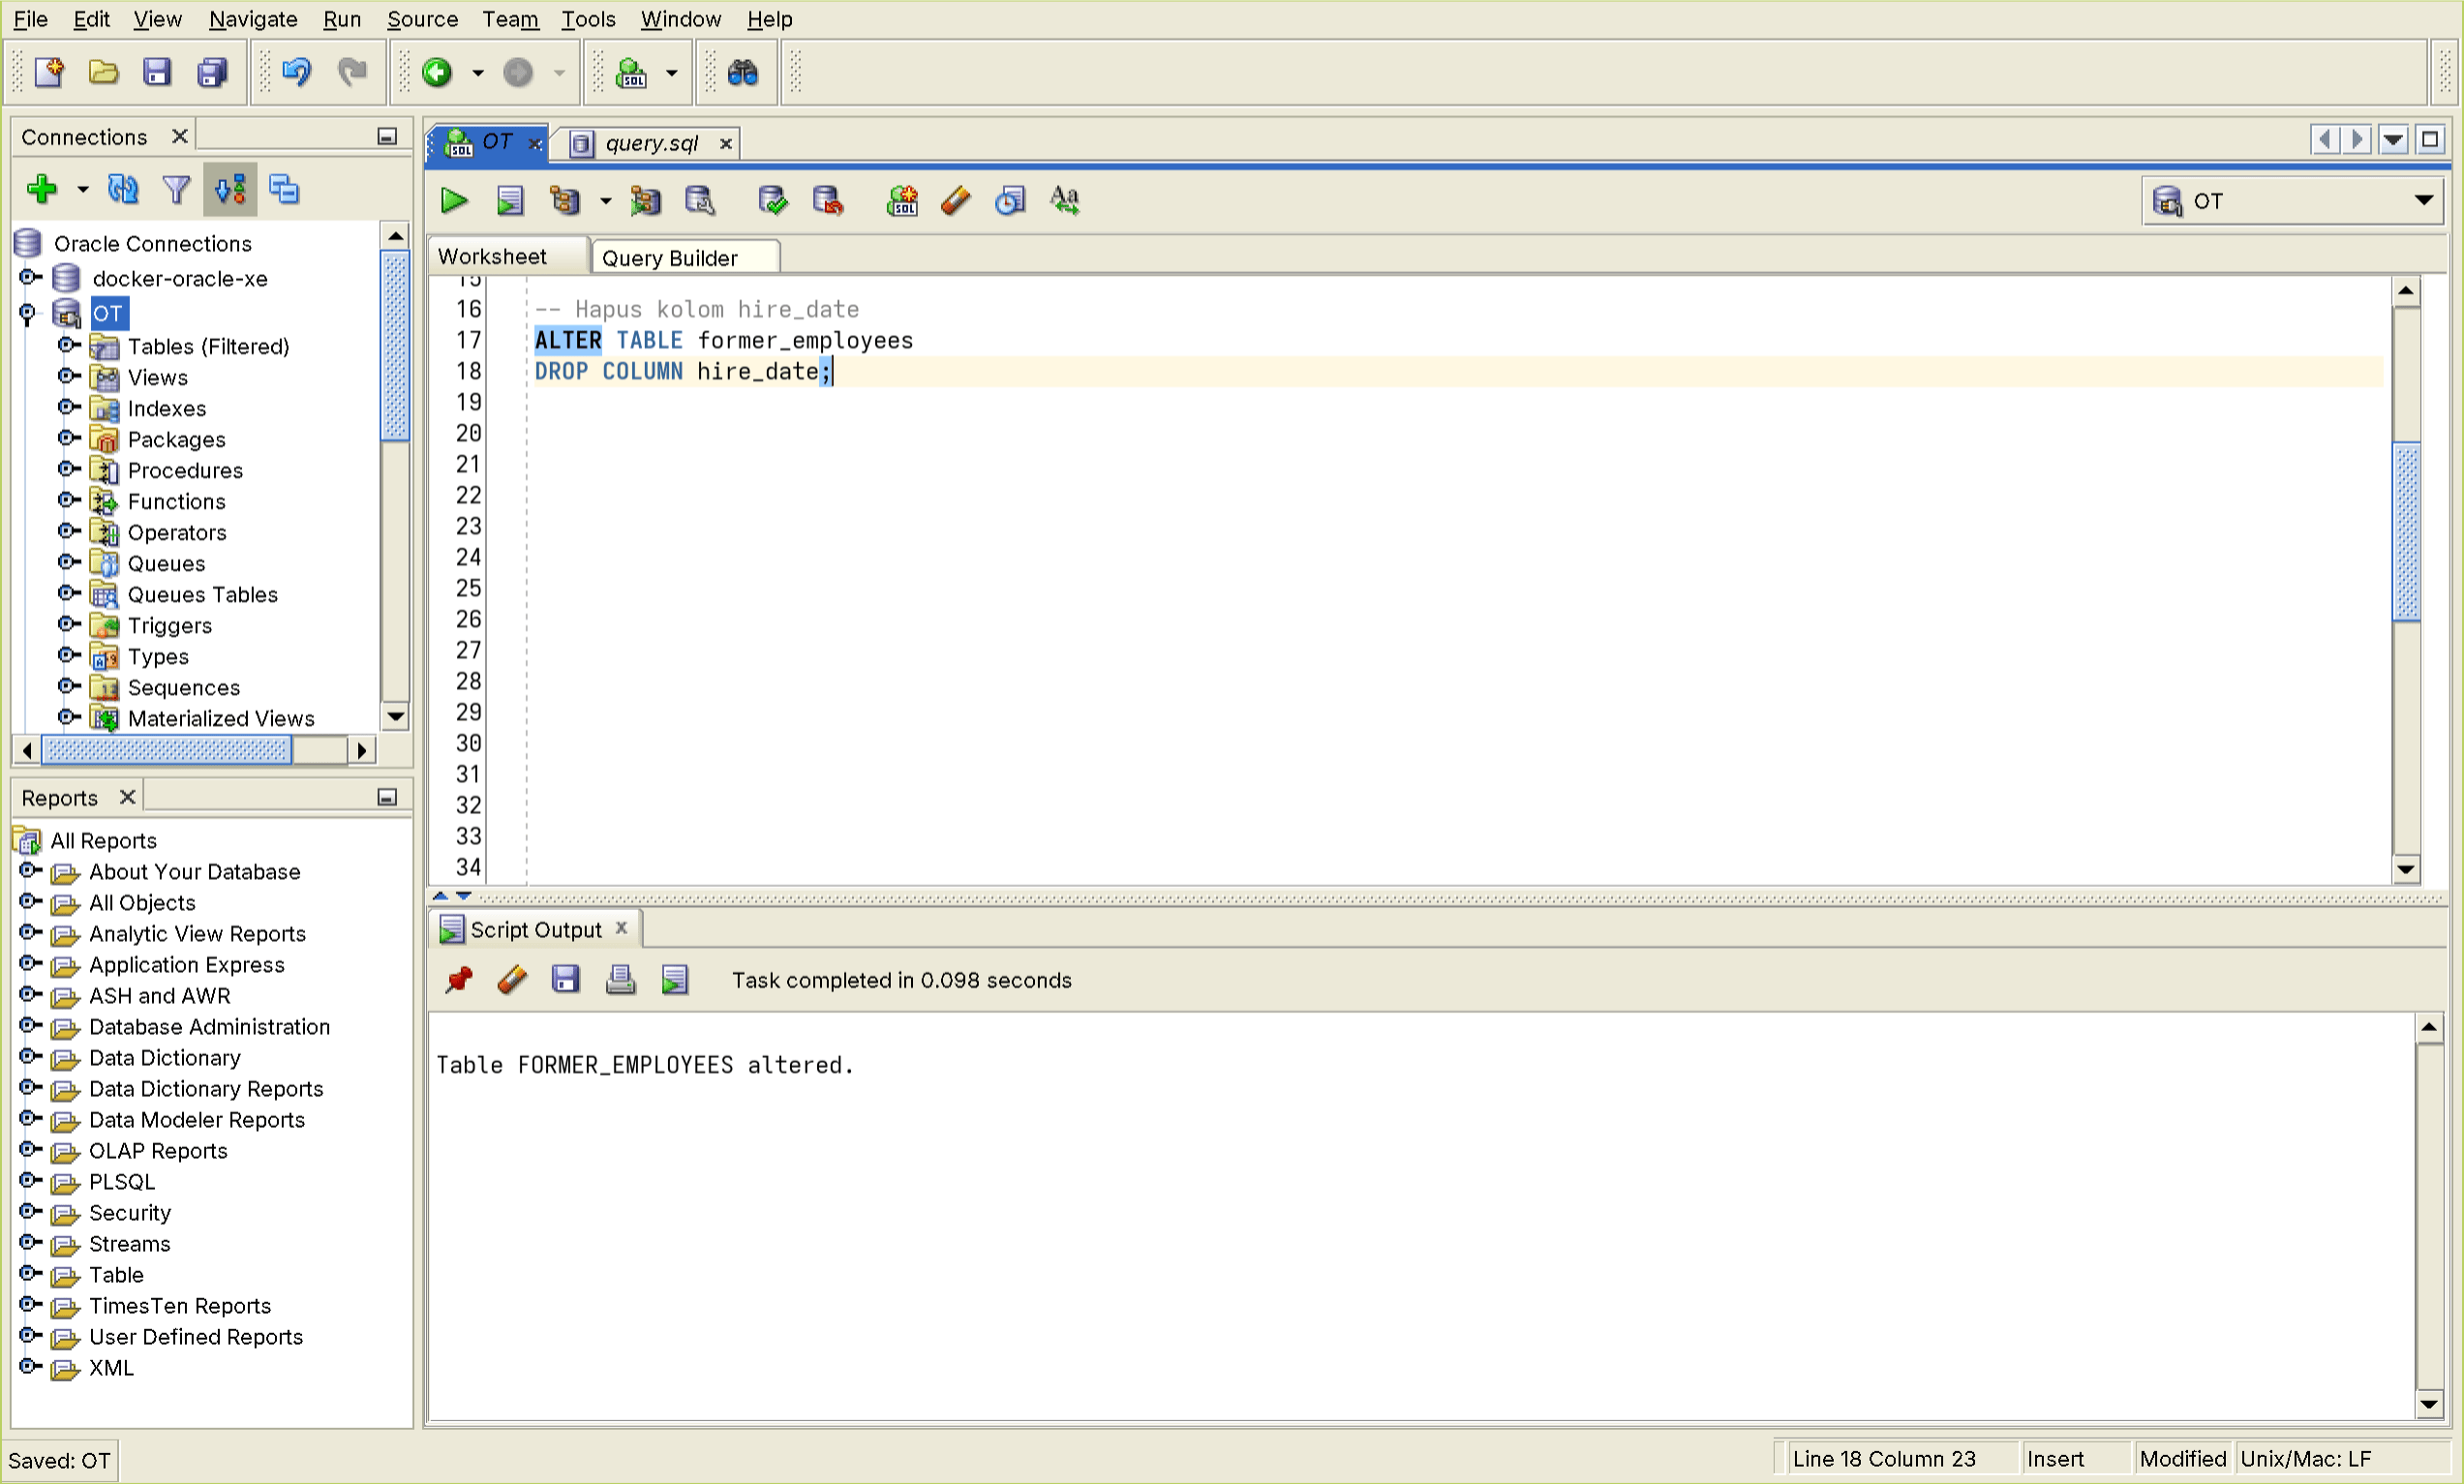 File Edit View Navigate Run Source Team Tools Window Help
Connections
Oracle Connections
docker-oracle-xe
OT
Tables (Filtered)
Views
Indexes
Packages
Procedures
Functions
Operators
Queues
Queues Tables
Triggers
Types
Sequences
Materialized Views
Reports
All Reports
About Your Database
All Objects
Analytic View Reports
Application Express
ASH and AWR
Database Administration
Data Dictionary
Data Dictionary Reports
Data Modeler Reports
OLAP Reports
PLSQL
Security
Streams
Table
TimesTen Reports
User Defined Reports
XML
OT query.sql
OT
Worksheet Query Builder
15
16 -- Hapus kolom hire_date
17 ALTER TABLE former_employees
18 DROP COLUMN hire_date;
19
20
21
22
23
24
25
26
27
28
29
30
31
32
33
34
Script Output
Task completed in 0.098 seconds
Table FORMER_EMPLOYEES altered.
Saved: OT
Line 18 Column 23 Insert Modified Unix/Mac: LF